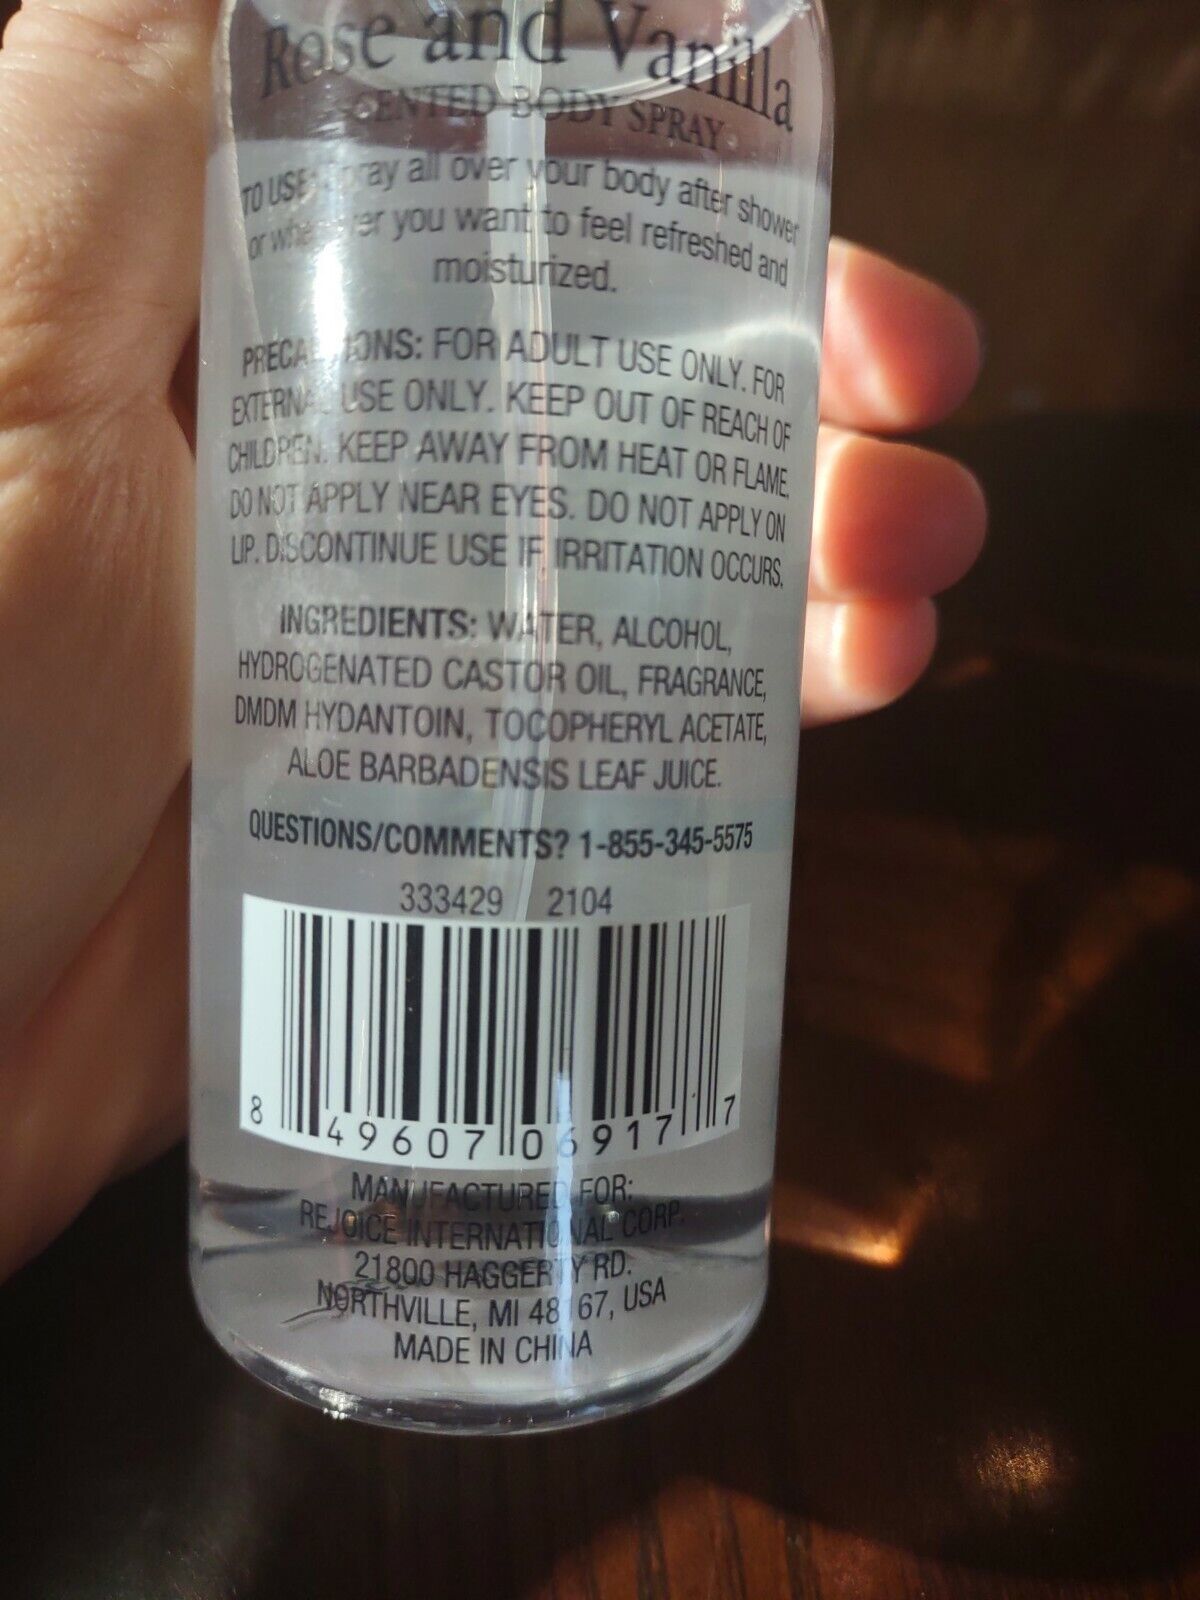 Rose and Vanilla
SCENTED BODY SPRAY
TO USE: Spray all over your body after shower
or whenever you want to feel refreshed and
moisturized.
PRECAUTIONS: FOR ADULT USE ONLY. FOR
EXTERNAL USE ONLY. KEEP OUT OF REACH OF
CHILDREN. KEEP AWAY FROM HEAT OR FLAME.
DO NOT APPLY NEAR EYES. DO NOT APPLY ON
LIP. DISCONTINUE USE IF IRRITATION OCCURS.
INGREDIENTS: WATER, ALCOHOL,
HYDROGENATED CASTOR OIL, FRAGRANCE,
DMDM HYDANTOIN, TOCOPHERYL ACETATE,
ALOE BARBADENSIS LEAF JUICE.
QUESTIONS/COMMENTS? 1-855-345-5575
333429 2104
8 49607 06917 7
MANUFACTURED FOR:
REJOICE INTERNATIONAL CORP.
21800 HAGGERTY RD.
NORTHVILLE, MI 48167, USA
MADE IN CHINA